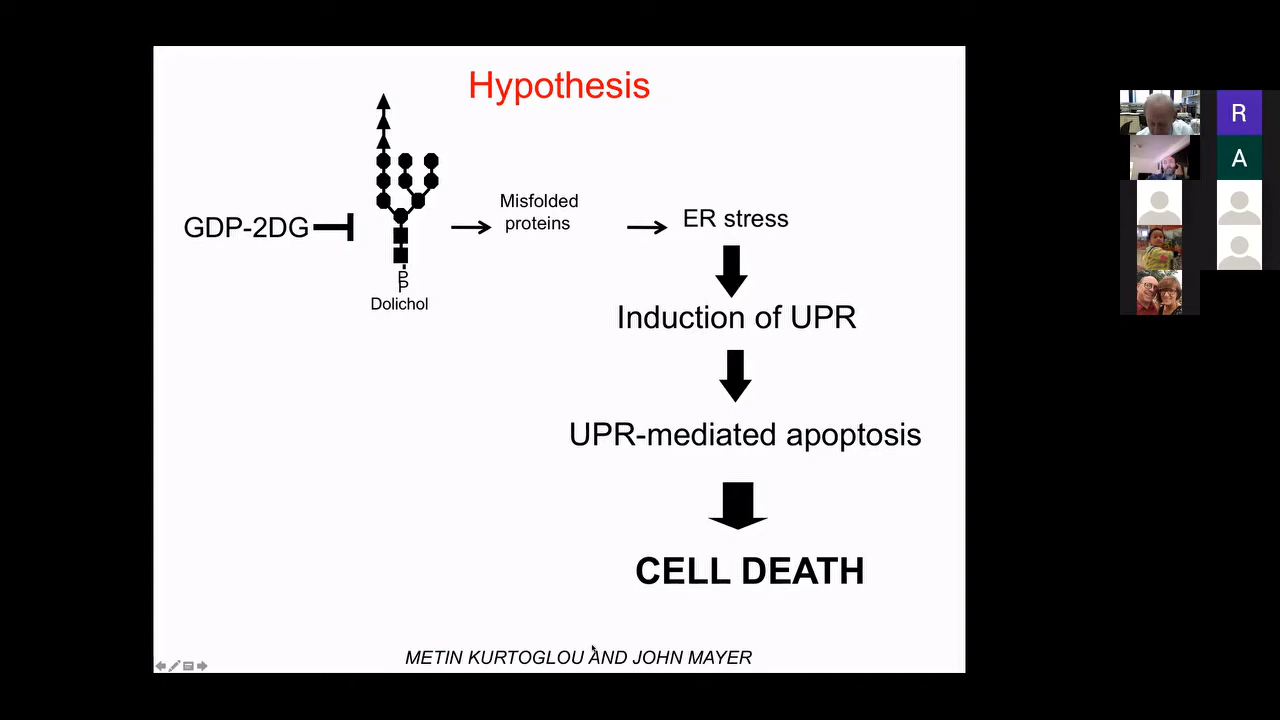 Hypothesis
GDP-2DG
Misfolded
proteins
ER stress
P
P
Dolichol
Induction of UPR
UPR-mediated apoptosis
CELL DEATH
METIN KURTOGLOU AND JOHN MAYER
R
A